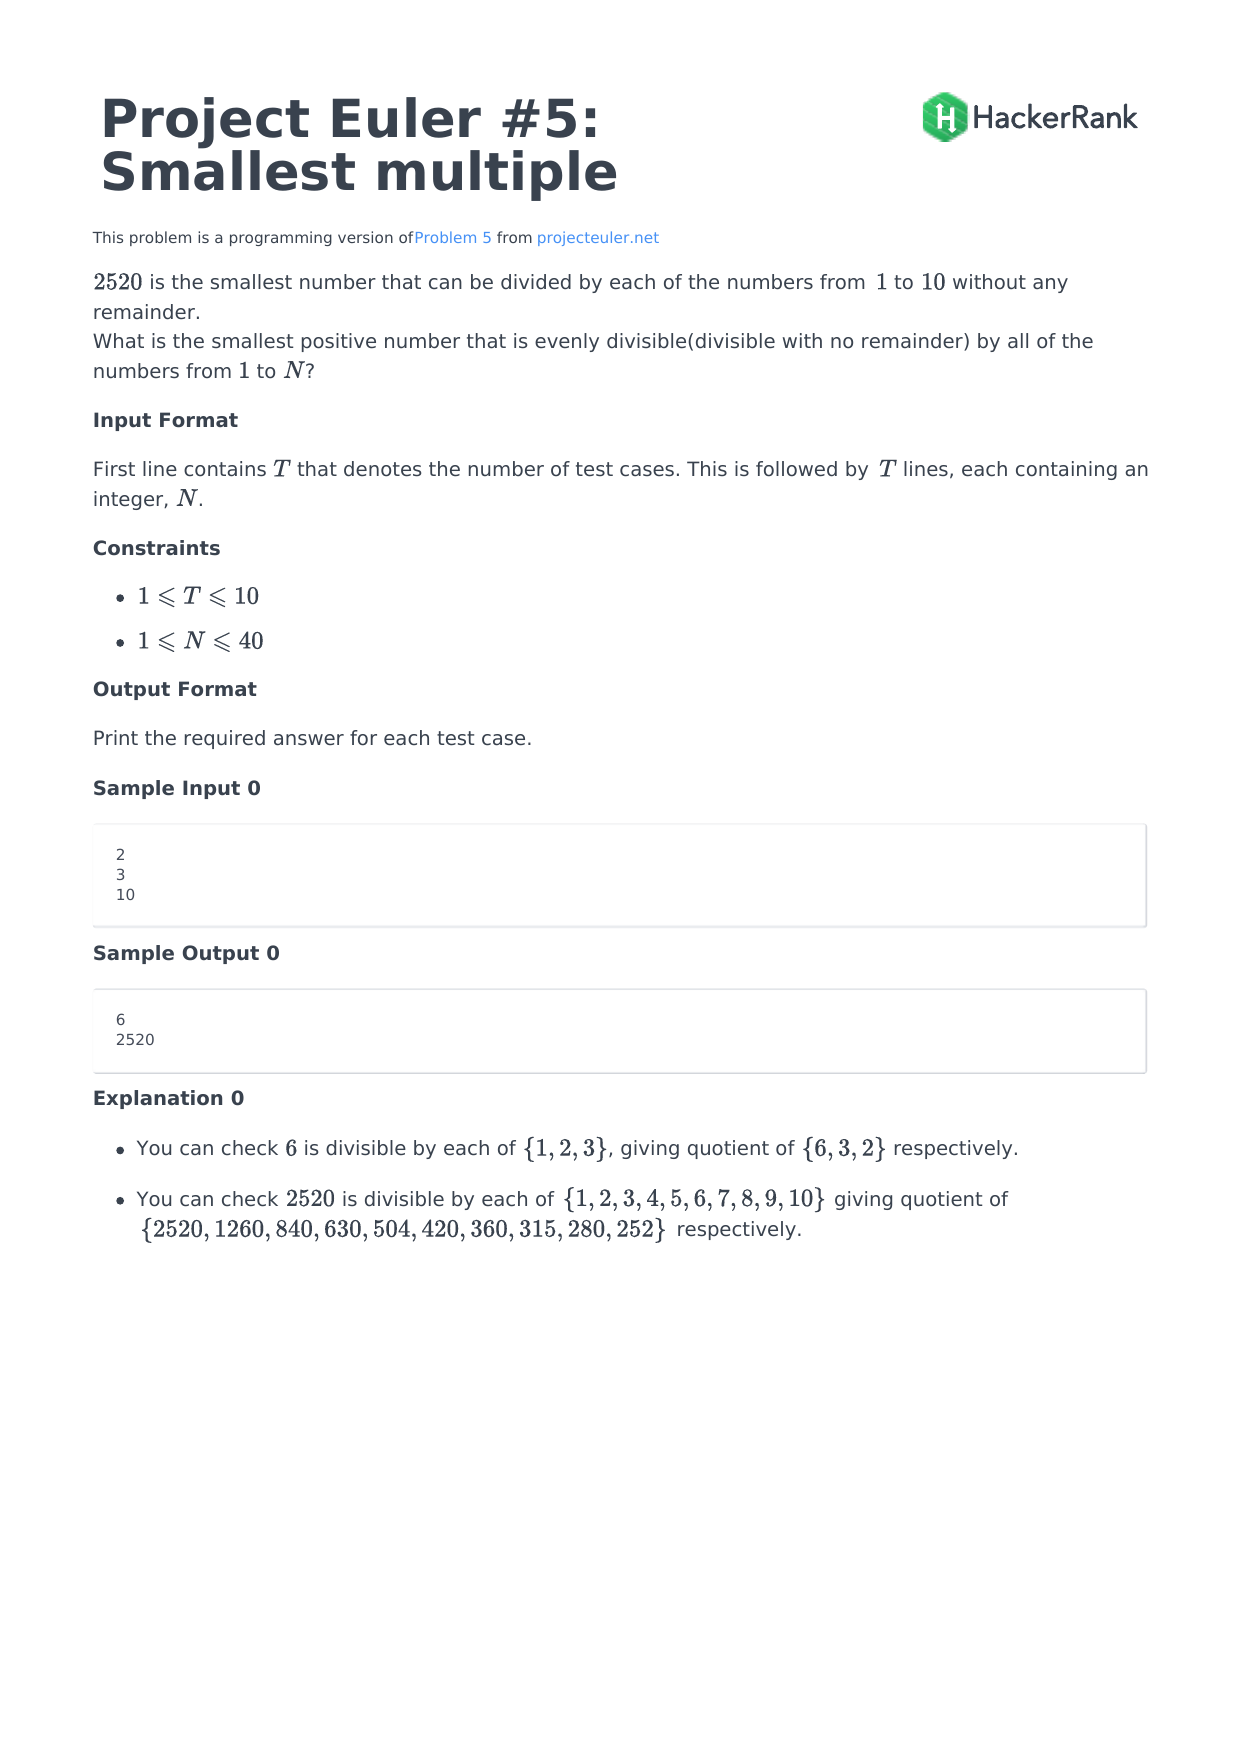 Project Euler #5:
Smallest multiple
HackerRank
This problem is a programming version ofProblem 5 from projecteuler.net
2520 is the smallest number that can be divided by each of the numbers from 1 to 10 without any
remainder.
What is the smallest positive number that is evenly divisible(divisible with no remainder) by all of the
numbers from 1 to N?
Input Format
First line contains T that denotes the number of test cases. This is followed by T lines, each containing an
integer, N.
Constraints
• 1 ⩽ T ⩽ 10
• 1 ⩽ N ⩽ 40
Output Format
Print the required answer for each test case.
Sample Input 0
2
3
10
Sample Output 0
6
2520
Explanation 0
• You can check 6 is divisible by each of {1, 2, 3}, giving quotient of {6, 3, 2} respectively.
• You can check 2520 is divisible by each of {1, 2, 3, 4, 5, 6, 7, 8, 9, 10} giving quotient of
{2520, 1260, 840, 630, 504, 420, 360, 315, 280, 252} respectively.